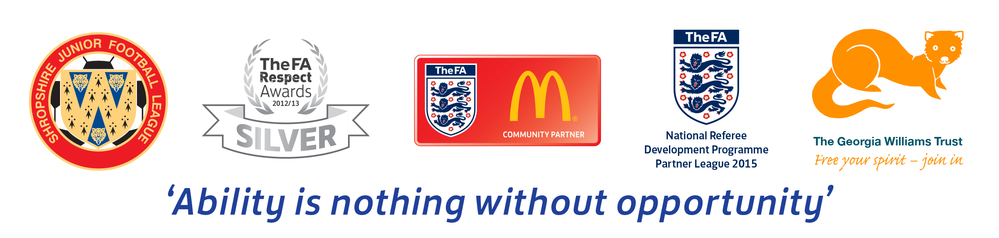 SHROPSHIRE JUNIOR FOOTBALL LEAGUE
The FA
Respect
Awards
2012/13
SILVER
The FA
COMMUNITY PARTNER
The FA
National Referee
Development Programme
Partner League 2015
The Georgia Williams Trust
Free your spirit – join in
‘Ability is nothing without opportunity’